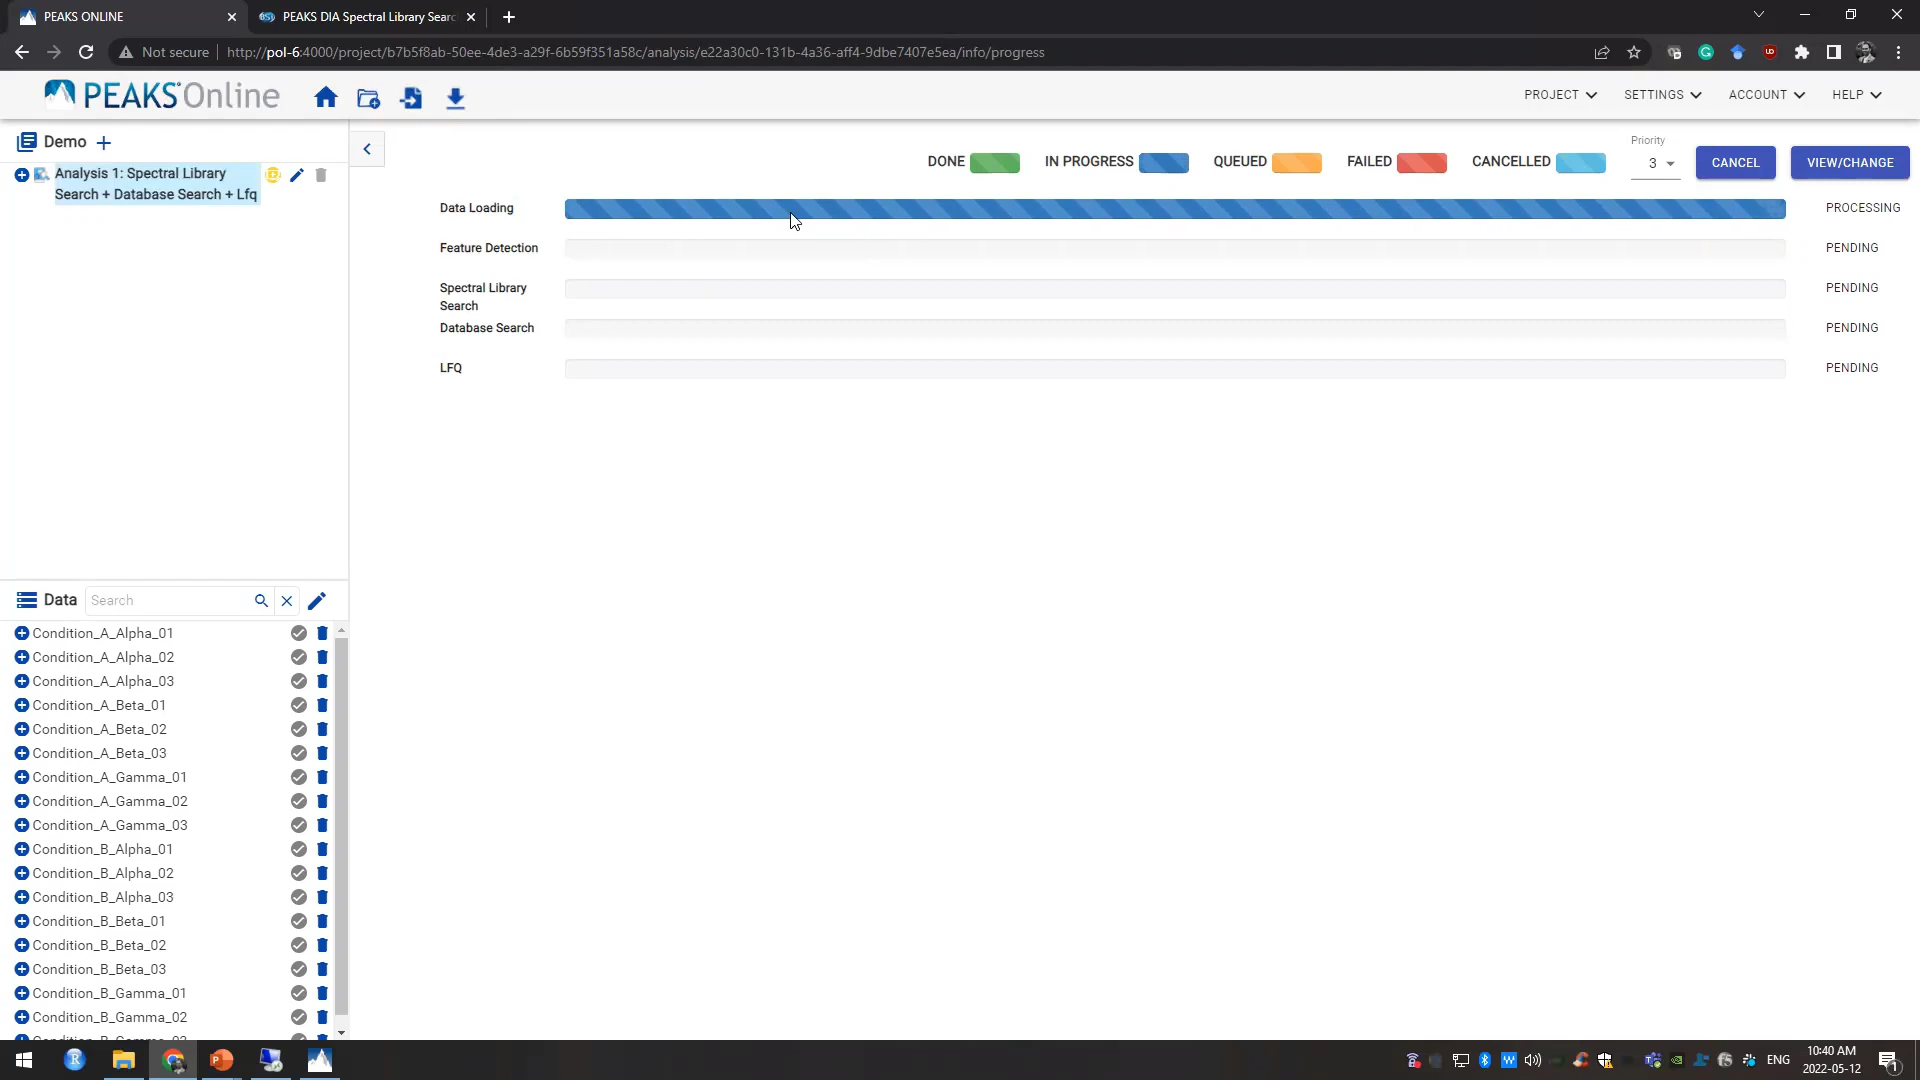 PEAKS ONLINE
PEAKS DIA Spectral Library Searc
Not secure
http://pol-6:4000/project/b7b5f8ab-50ee-4de3-a29f-6b59f351a58c/analysis/e22a30c0-131b-4a36-aff4-9dbe7407e5ea/info/progress
PEAKS Online
PROJECT
SETTINGS
ACCOUNT
HELP
Demo
Analysis 1: Spectral Library
Search + Database Search + Lfq
DONE
IN PROGRESS
QUEUED
FAILED
CANCELLED
Priority
3
CANCEL
VIEW/CHANGE
Data Loading
PROCESSING
Feature Detection
PENDING
Spectral Library
Search
PENDING
Database Search
PENDING
LFQ
PENDING
Data
Search
Condition_A_Alpha_01
Condition_A_Alpha_02
Condition_A_Alpha_03
Condition_A_Beta_01
Condition_A_Beta_02
Condition_A_Beta_03
Condition_A_Gamma_01
Condition_A_Gamma_02
Condition_A_Gamma_03
Condition_B_Alpha_01
Condition_B_Alpha_02
Condition_B_Alpha_03
Condition_B_Beta_01
Condition_B_Beta_02
Condition_B_Beta_03
Condition_B_Gamma_01
Condition_B_Gamma_02
ENG
10:40 AM
2022-05-12